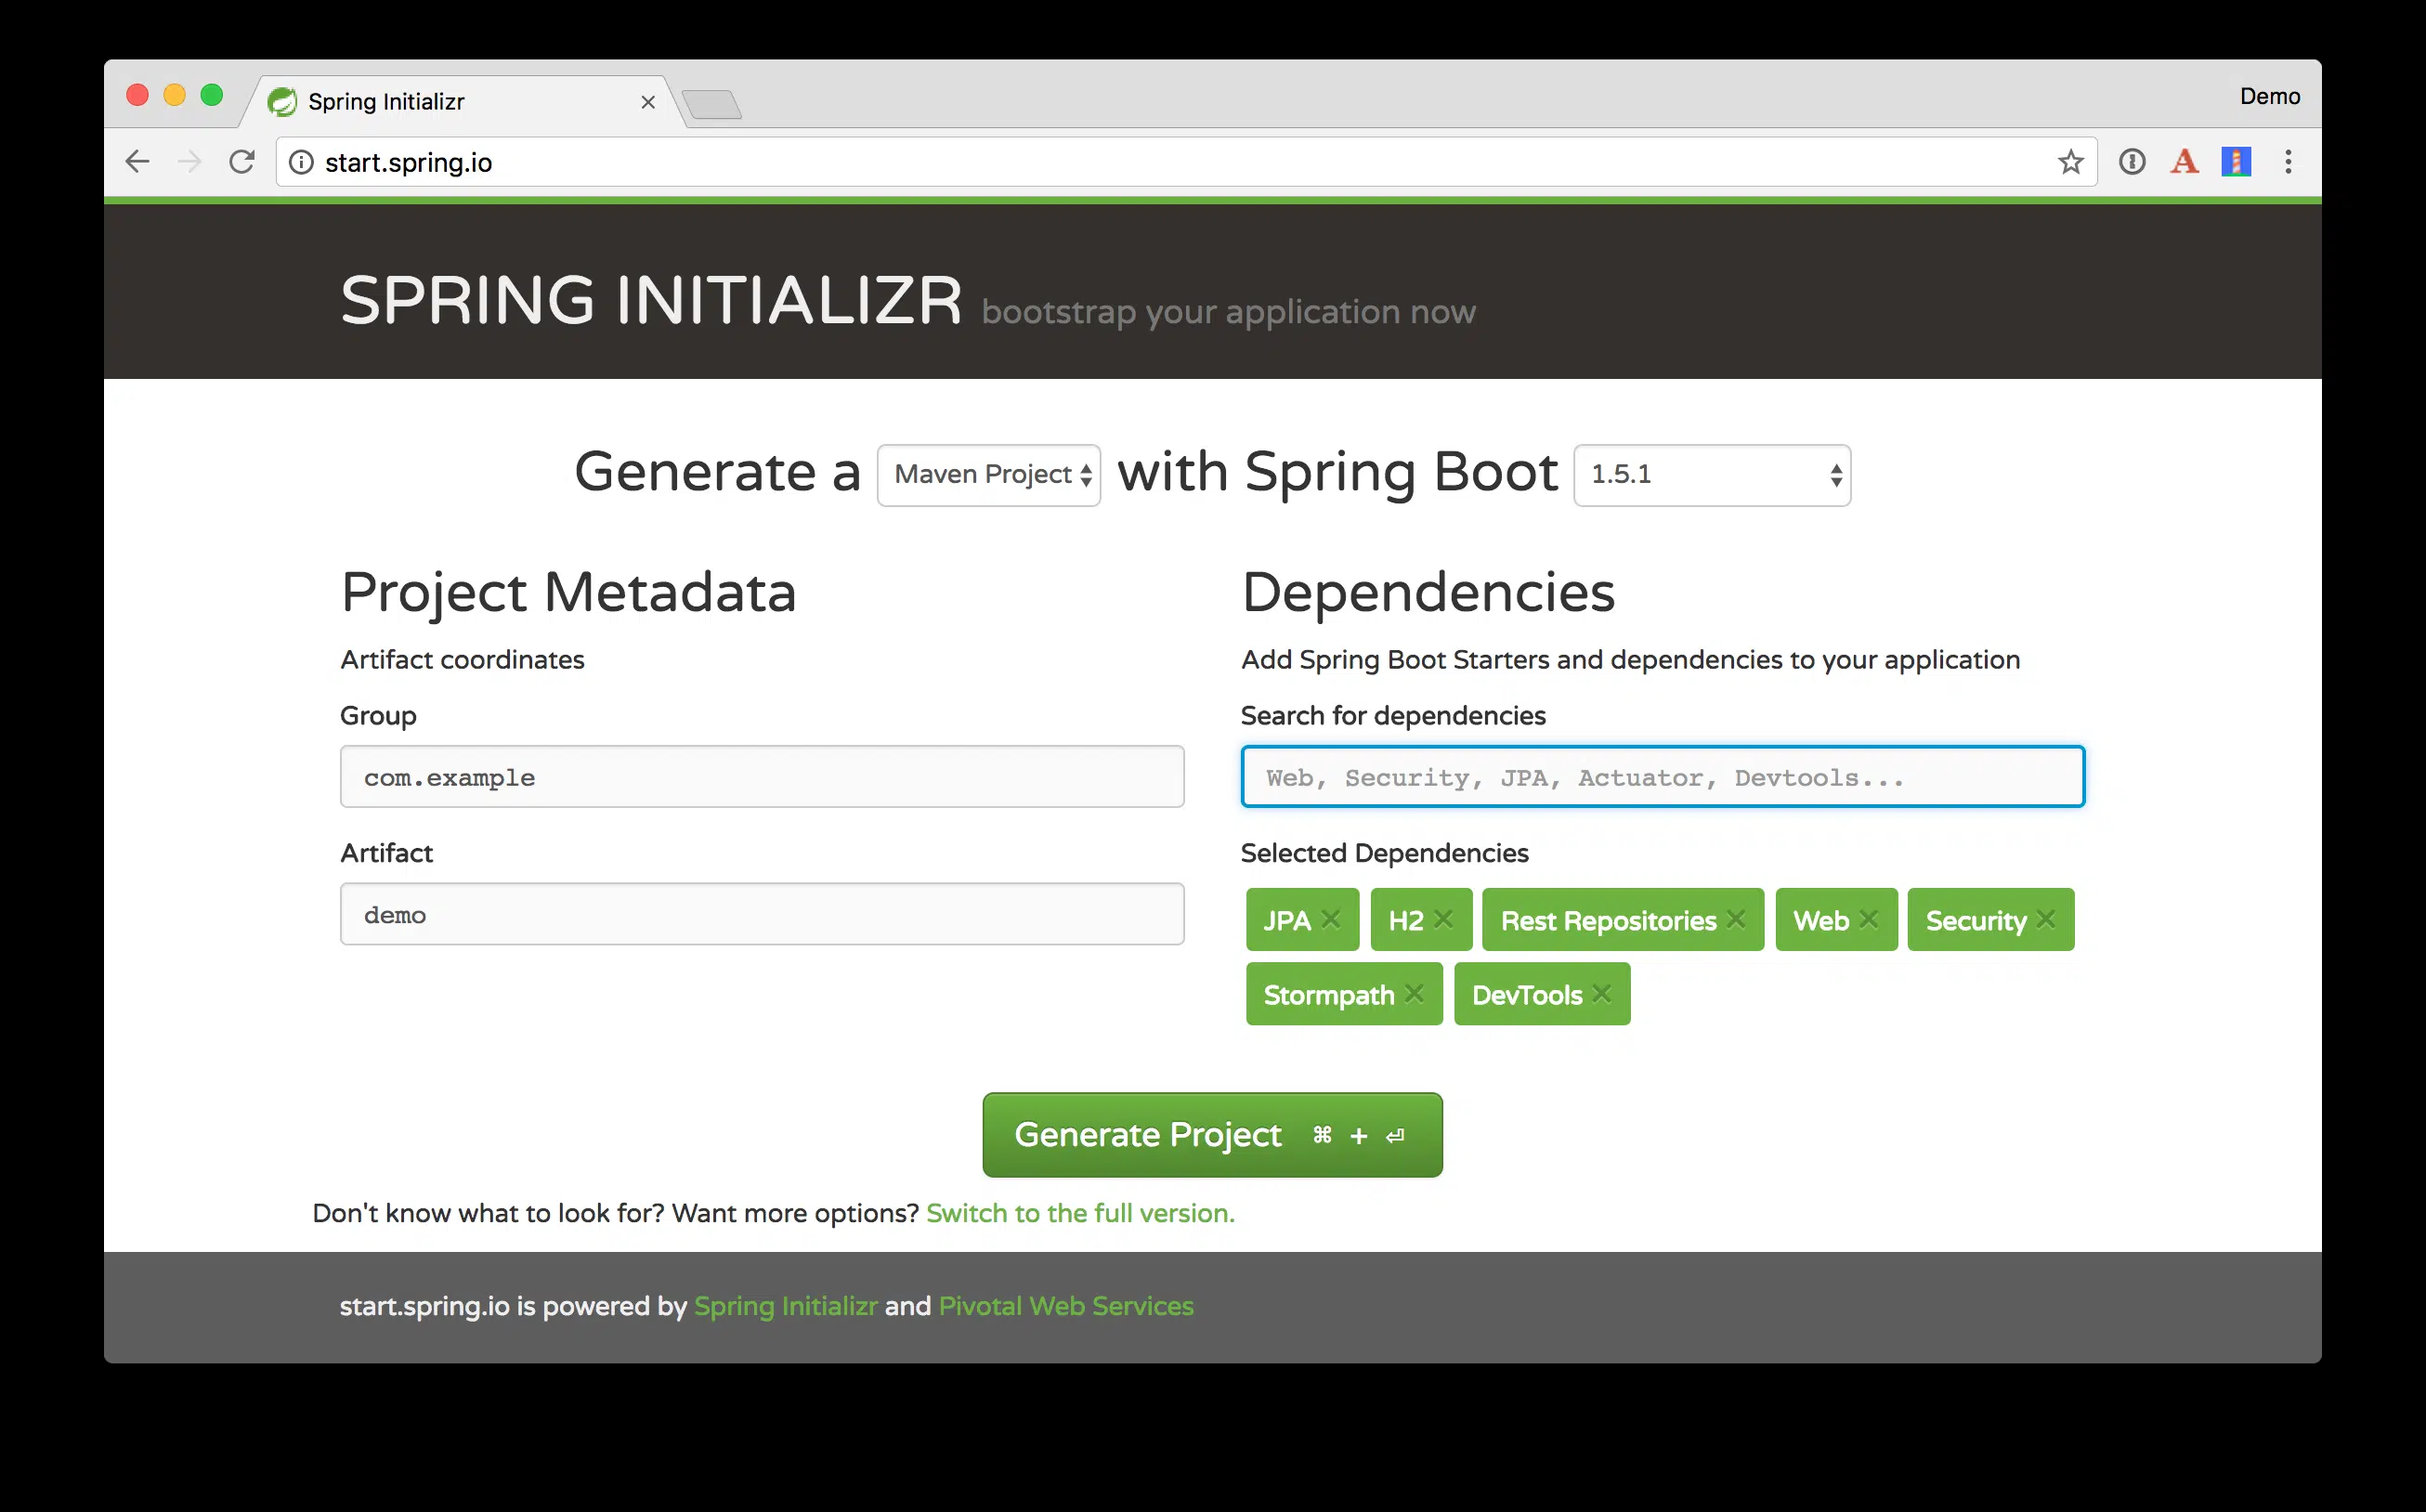 Spring Initializr
Demo
start.spring.io
SPRING INITIALIZR bootstrap your application now
Generate a Maven Project with Spring Boot 1.5.1
Project Metadata
Artifact coordinates
Group
com.example
Artifact
demo
Dependencies
Add Spring Boot Starters and dependencies to your application
Search for dependencies
Web, Security, JPA, Actuator, Devtools...
Selected Dependencies
JPA H2 Rest Repositories Web Security
Stormpath DevTools
Generate Project ⌘ + ⏎
Don't know what to look for? Want more options? Switch to the full version.
start.spring.io is powered by Spring Initializr and Pivotal Web Services